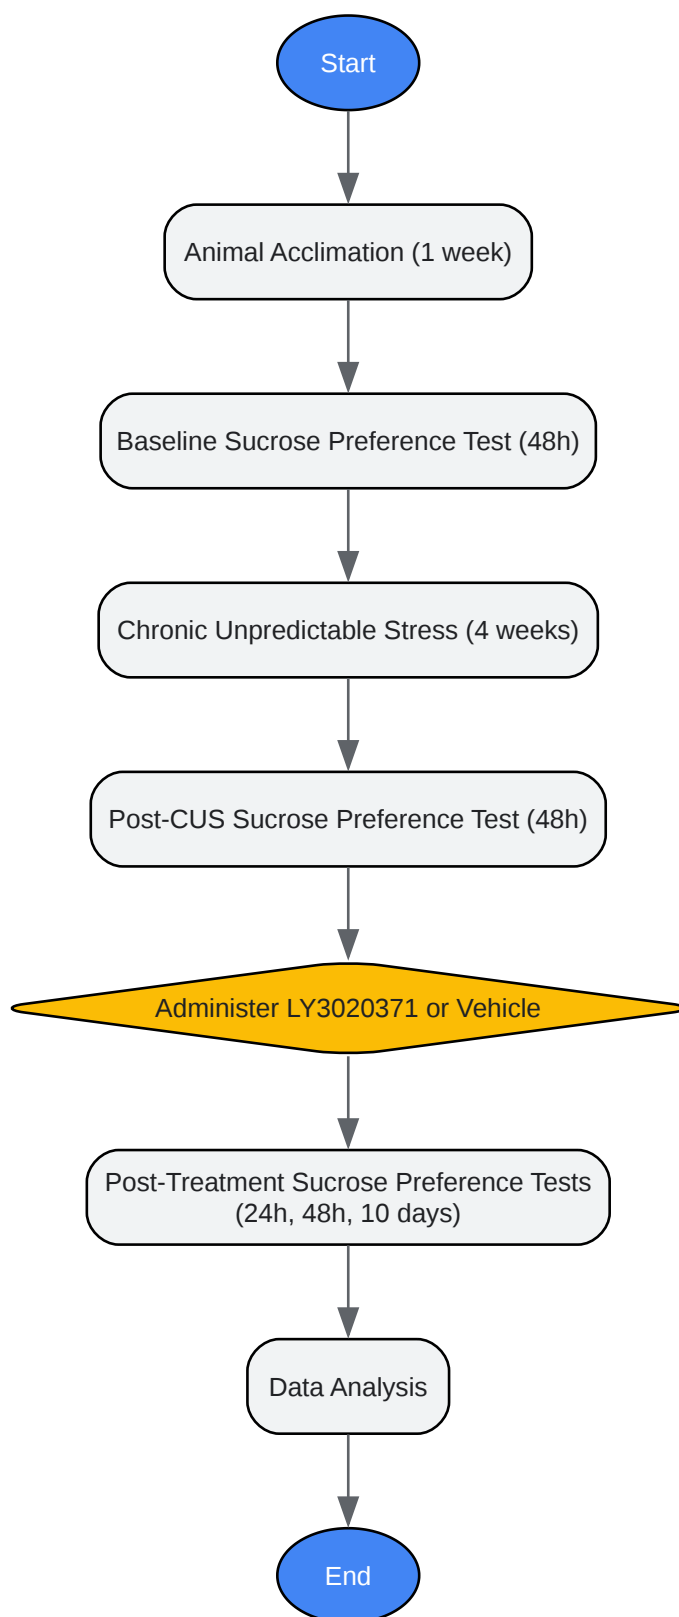 Start
Animal Acclimation (1 week)
Baseline Sucrose Preference Test (48h)
Chronic Unpredictable Stress (4 weeks)
Post-CUS Sucrose Preference Test (48h)
Administer LY3020371 or Vehicle
Post-Treatment Sucrose Preference Tests
(24h, 48h, 10 days)
Data Analysis
End